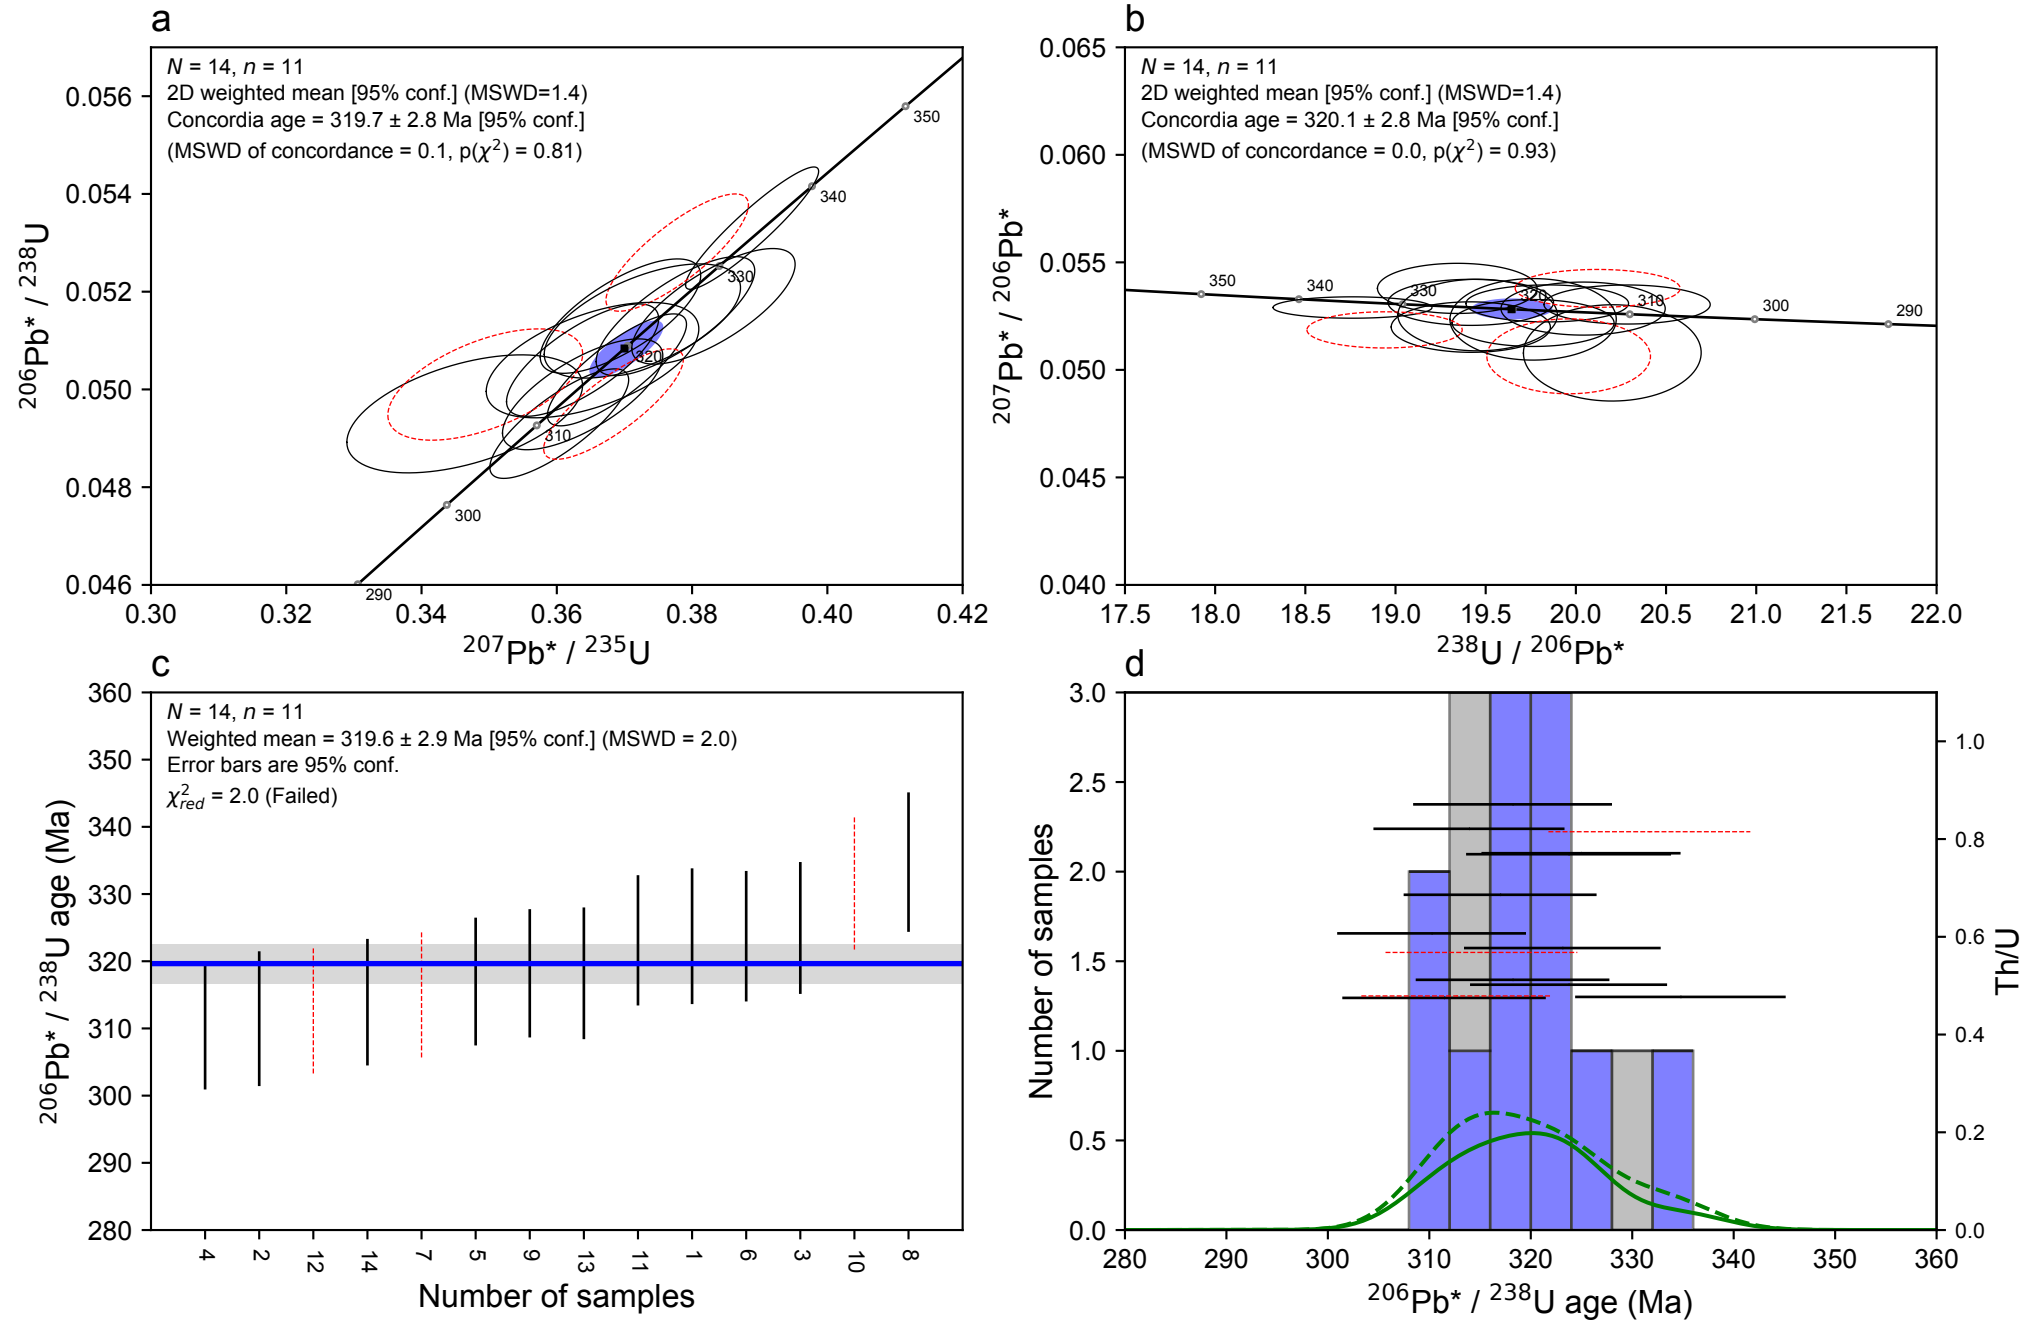 a
N = 14, n = 11
2D weighted mean [95% conf.] (MSWD=1.4)
Concordia age = 319.7 ± 2.8 Ma [95% conf.]
(MSWD of concordance = 0.1, p(χ²) = 0.81)
0.056
0.054
0.052
0.050
0.048
0.046
²⁰⁶Pb* / ²³⁸U
350
340
330
320
310
300
290
0.30 0.32 0.34 0.36 0.38 0.40 0.42
²⁰⁷Pb* / ²³⁵U
b
N = 14, n = 11
2D weighted mean [95% conf.] (MSWD=1.4)
Concordia age = 320.1 ± 2.8 Ma [95% conf.]
(MSWD of concordance = 0.0, p(χ²) = 0.93)
0.065
0.060
0.055
0.050
0.045
0.040
²⁰⁷Pb* / ²⁰⁶Pb*
350 340 330 320 310 300 290
17.5 18.0 18.5 19.0 19.5 20.0 20.5 21.0 21.5 22.0
²³⁸U / ²⁰⁶Pb*
c
N = 14, n = 11
Weighted mean = 319.6 ± 2.9 Ma [95% conf.] (MSWD = 2.0)
Error bars are 95% conf.
χ²red = 2.0 (Failed)
360
350
340
330
320
310
300
290
280
²⁰⁶Pb* / ²³⁸U age (Ma)
4 2 12 14 7 5 9 13 11 1 6 3 10 8
Number of samples
d
3.0
2.5
2.0
1.5
1.0
0.5
0.0
Number of samples
1.0
0.8
0.6
0.4
0.2
0.0
Th/U
280 290 300 310 320 330 340 350 360
²⁰⁶Pb* / ²³⁸U age (Ma)